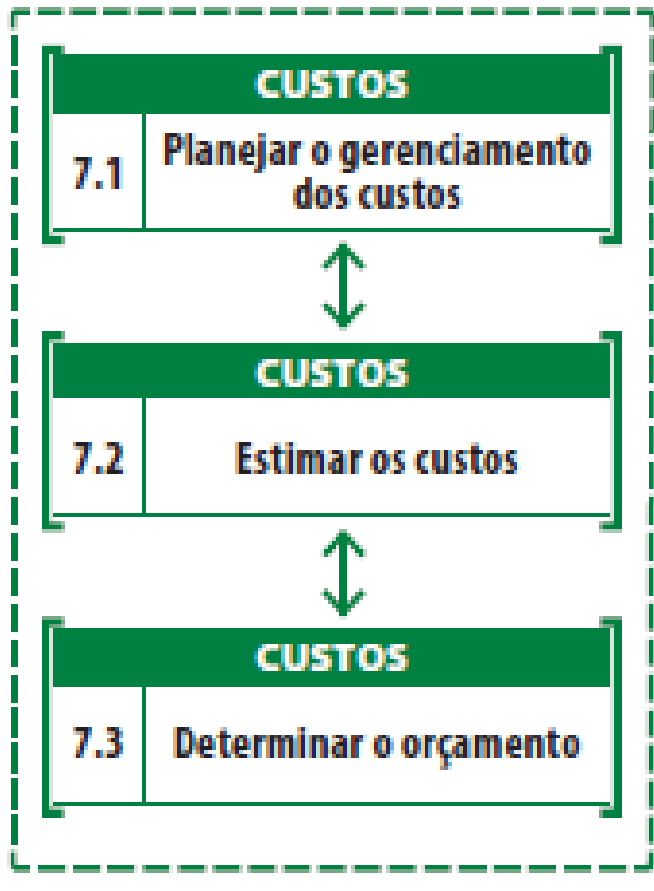 CUSTOS
7.1
Planejar o gerenciamento
dos custos
CUSTOS
7.2
Estimar os custos
CUSTOS
7.3
Determinar o orçamento